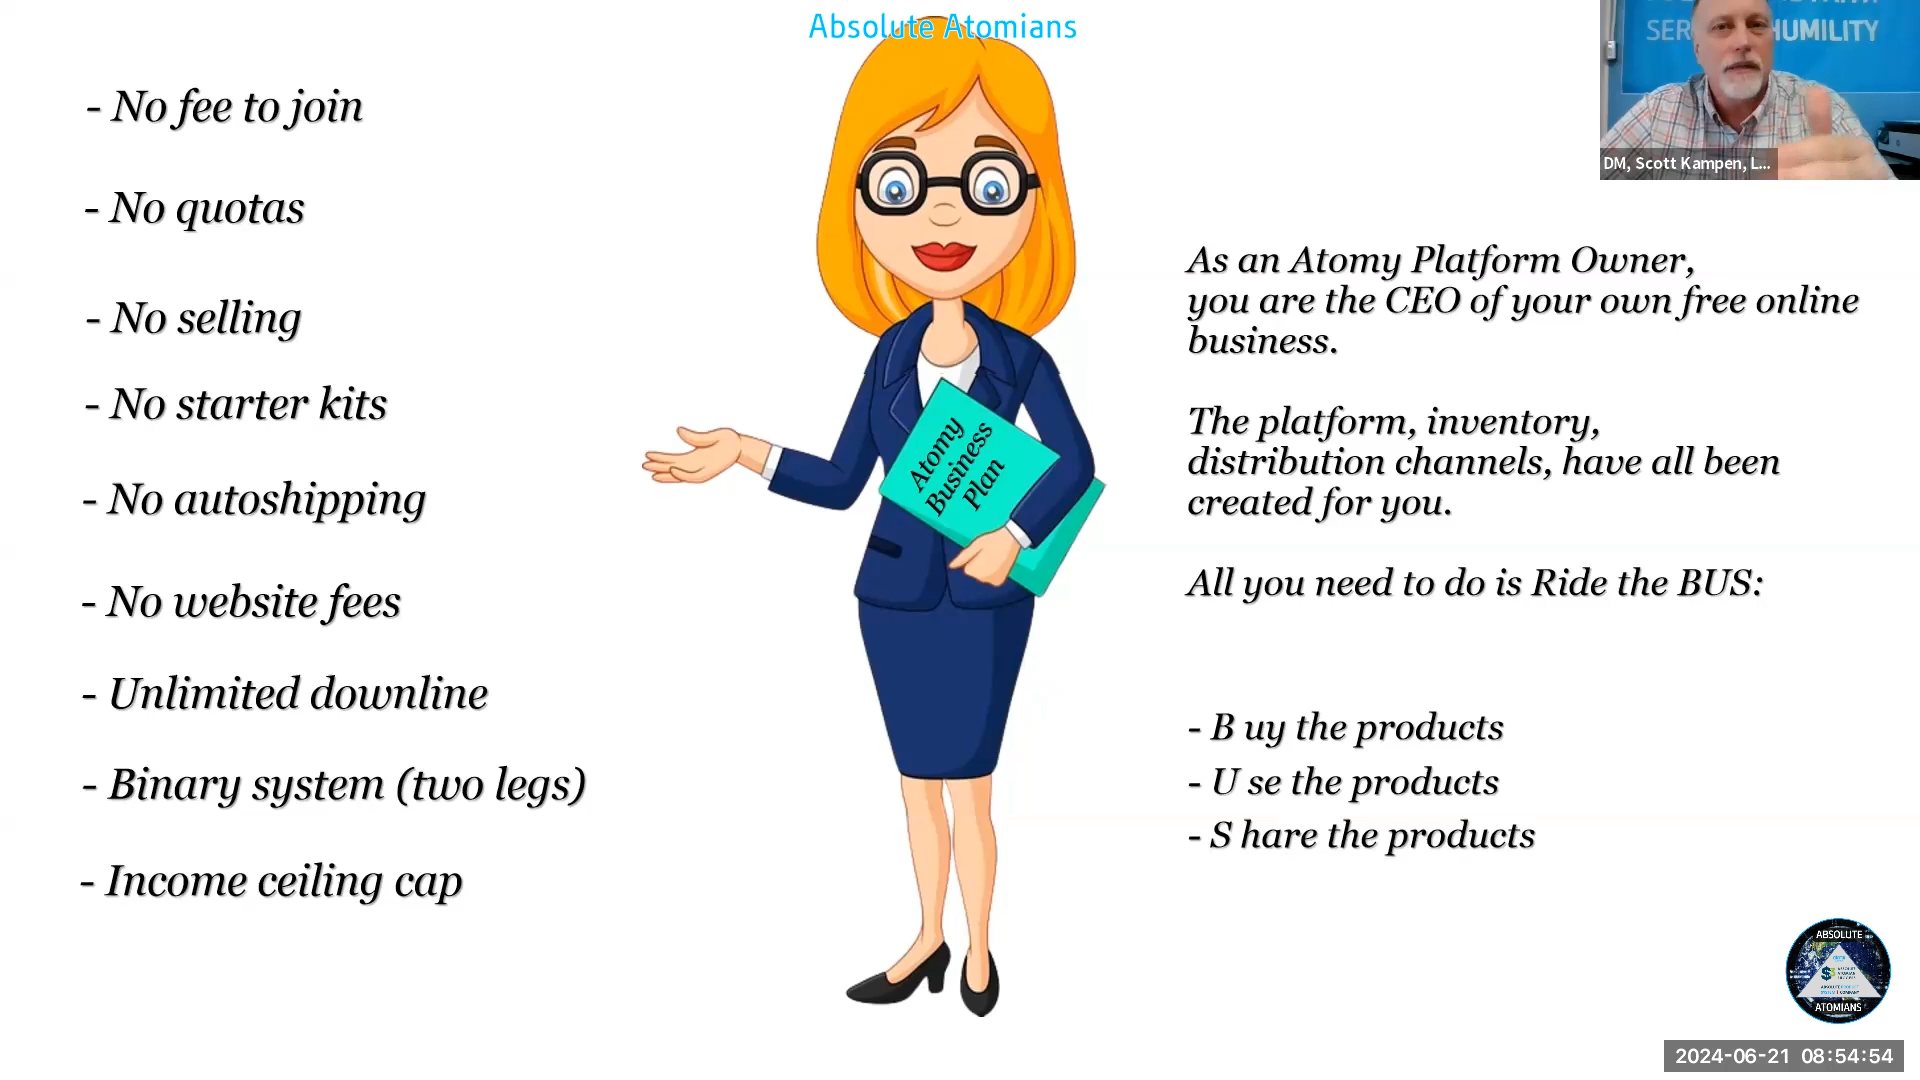 Absolute Atomians
- No fee to join
- No quotas
- No selling
- No starter kits
- No autoshipping
- No website fees
- Unlimited downline
- Binary system (two legs)
- Income ceiling cap
Atomy
Business
Plan
HUMILITY
DM, Scott Kampen, L...
As an Atomy Platform Owner,
you are the CEO of your own free online
business.
The platform, inventory,
distribution channels, have all been
created for you.
All you need to do is Ride the BUS:
- B uy the products
- U se the products
- S hare the products
ABSOLUTE
ATOMIANS
2024-06-21 08:54:54